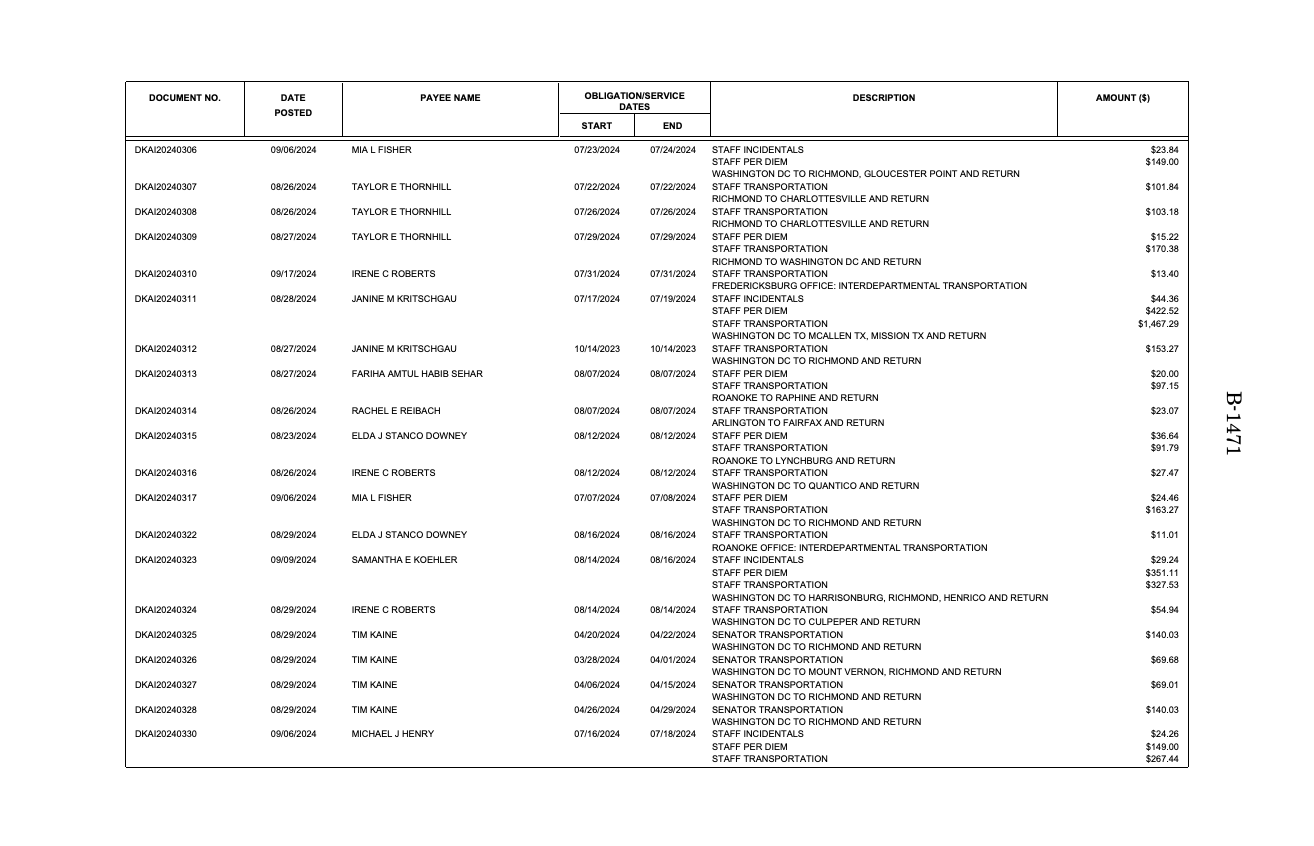 DOCUMENT NO. DATE POSTED PAYEE NAME OBLIGATION/SERVICE DATES DESCRIPTION AMOUNT ($)
START END
DKAI20240306 09/06/2024 MIA L FISHER 07/23/2024 07/24/2024 STAFF INCIDENTALS $23.84
STAFF PER DIEM $149.00
WASHINGTON DC TO RICHMOND, GLOUCESTER POINT AND RETURN
DKAI20240307 08/26/2024 TAYLOR E THORNHILL 07/22/2024 07/22/2024 STAFF TRANSPORTATION $101.84
RICHMOND TO CHARLOTTESVILLE AND RETURN
DKAI20240308 08/26/2024 TAYLOR E THORNHILL 07/26/2024 07/26/2024 STAFF TRANSPORTATION $103.18
RICHMOND TO CHARLOTTESVILLE AND RETURN
DKAI20240309 08/27/2024 TAYLOR E THORNHILL 07/29/2024 07/29/2024 STAFF PER DIEM $15.22
STAFF TRANSPORTATION $170.38
RICHMOND TO WASHINGTON DC AND RETURN
DKAI20240310 09/17/2024 IRENE C ROBERTS 07/31/2024 07/31/2024 STAFF TRANSPORTATION $13.40
FREDERICKSBURG OFFICE: INTERDEPARTMENTAL TRANSPORTATION
DKAI20240311 08/28/2024 JANINE M KRITSCHGAU 07/17/2024 07/19/2024 STAFF INCIDENTALS $44.36
STAFF PER DIEM $422.52
STAFF TRANSPORTATION $1,467.29
WASHINGTON DC TO MCALLEN TX, MISSION TX AND RETURN
DKAI20240312 08/27/2024 JANINE M KRITSCHGAU 10/14/2023 10/14/2023 STAFF TRANSPORTATION $153.27
WASHINGTON DC TO RICHMOND AND RETURN
DKAI20240313 08/27/2024 FARIHA AMTUL HABIB SEHAR 08/07/2024 08/07/2024 STAFF PER DIEM $20.00
STAFF TRANSPORTATION $97.15
ROANOKE TO RAPHINE AND RETURN
DKAI20240314 08/26/2024 RACHEL E REIBACH 08/07/2024 08/07/2024 STAFF TRANSPORTATION $23.07
ARLINGTON TO FAIRFAX AND RETURN
DKAI20240315 08/23/2024 ELDA J STANCO DOWNEY 08/12/2024 08/12/2024 STAFF PER DIEM $36.64
STAFF TRANSPORTATION $91.79
ROANOKE TO LYNCHBURG AND RETURN
DKAI20240316 08/26/2024 IRENE C ROBERTS 08/12/2024 08/12/2024 STAFF TRANSPORTATION $27.47
WASHINGTON DC TO QUANTICO AND RETURN
DKAI20240317 09/06/2024 MIA L FISHER 07/07/2024 07/08/2024 STAFF PER DIEM $24.46
STAFF TRANSPORTATION $163.27
WASHINGTON DC TO RICHMOND AND RETURN
DKAI20240322 08/29/2024 ELDA J STANCO DOWNEY 08/16/2024 08/16/2024 STAFF TRANSPORTATION $11.01
ROANOKE OFFICE: INTERDEPARTMENTAL TRANSPORTATION
DKAI20240323 09/09/2024 SAMANTHA E KOEHLER 08/14/2024 08/16/2024 STAFF INCIDENTALS $29.24
STAFF PER DIEM $351.11
STAFF TRANSPORTATION $327.53
WASHINGTON DC TO HARRISONBURG, RICHMOND, HENRICO AND RETURN
DKAI20240324 08/29/2024 IRENE C ROBERTS 08/14/2024 08/14/2024 STAFF TRANSPORTATION $54.94
WASHINGTON DC TO CULPEPER AND RETURN
DKAI20240325 08/29/2024 TIM KAINE 04/20/2024 04/22/2024 SENATOR TRANSPORTATION $140.03
WASHINGTON DC TO RICHMOND AND RETURN
DKAI20240326 08/29/2024 TIM KAINE 03/28/2024 04/01/2024 SENATOR TRANSPORTATION $69.68
WASHINGTON DC TO MOUNT VERNON, RICHMOND AND RETURN
DKAI20240327 08/29/2024 TIM KAINE 04/06/2024 04/15/2024 SENATOR TRANSPORTATION $69.01
WASHINGTON DC TO RICHMOND AND RETURN
DKAI20240328 08/29/2024 TIM KAINE 04/26/2024 04/29/2024 SENATOR TRANSPORTATION $140.03
WASHINGTON DC TO RICHMOND AND RETURN
DKAI20240330 09/06/2024 MICHAEL J HENRY 07/16/2024 07/18/2024 STAFF INCIDENTALS $24.26
STAFF PER DIEM $149.00
STAFF TRANSPORTATION $267.44
B-1471